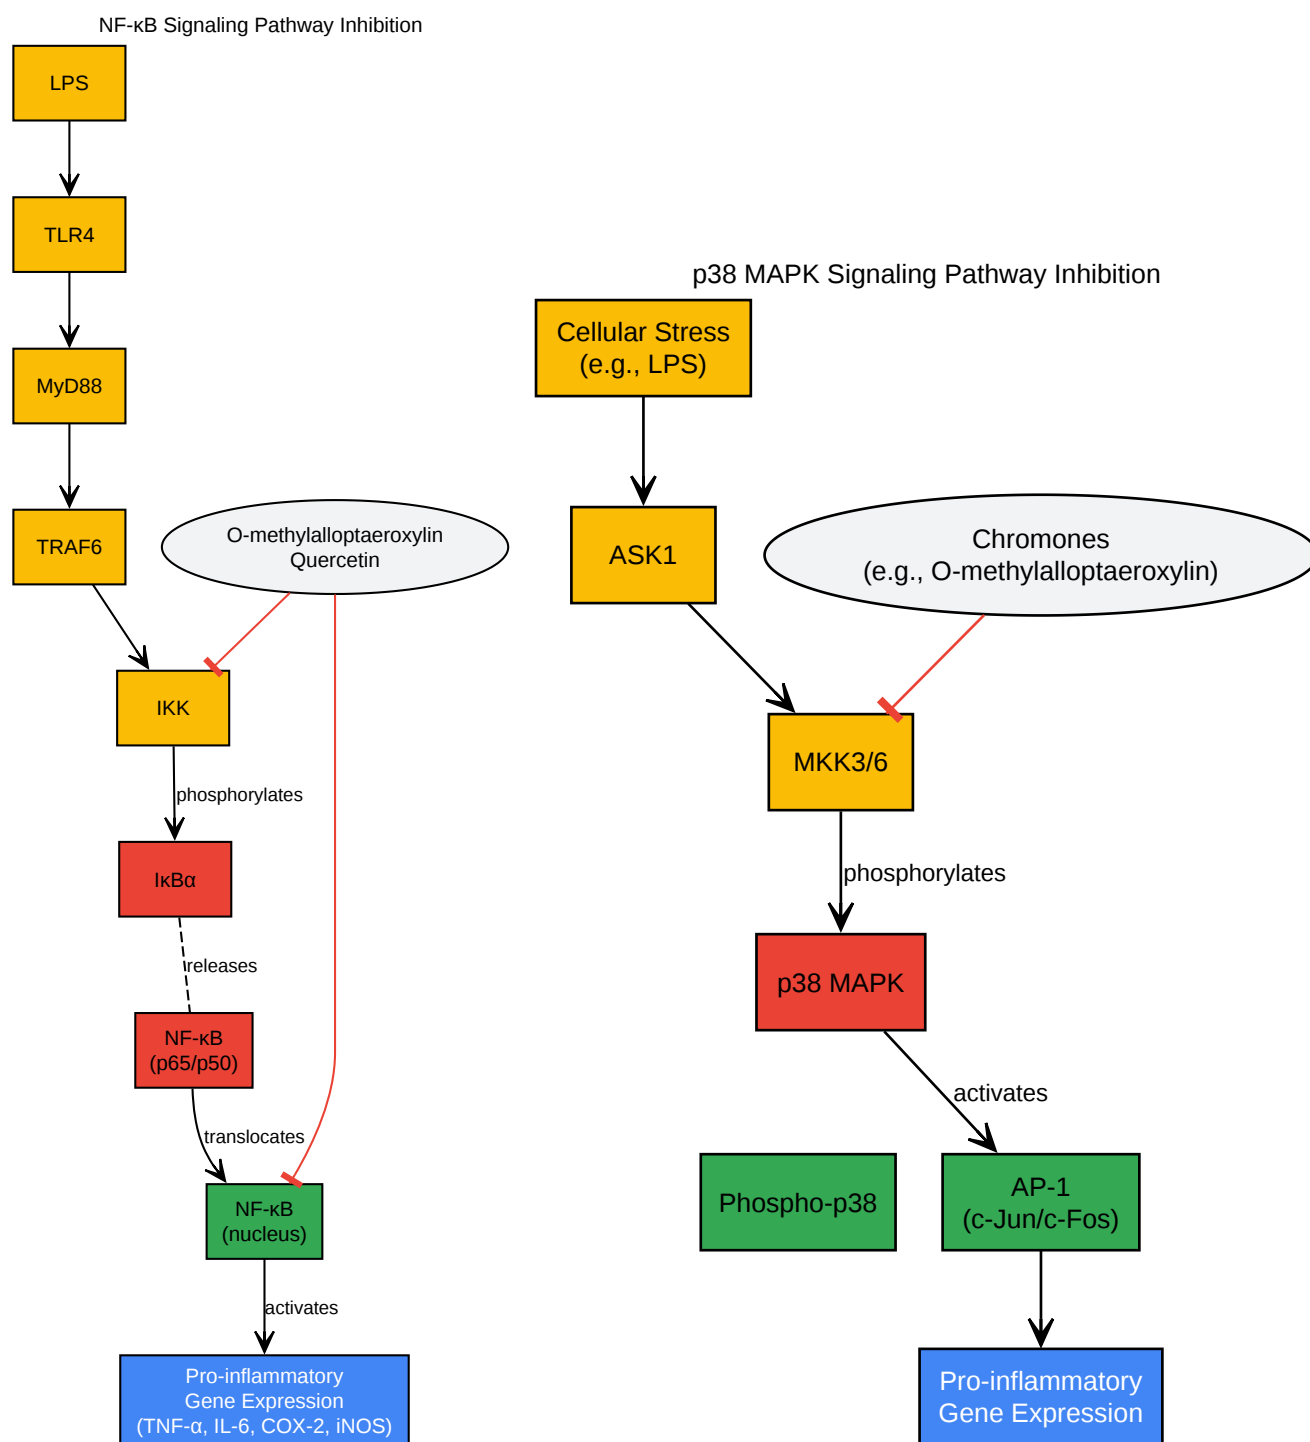 NF-κB Signaling Pathway Inhibition
LPS
TLR4
MyD88
TRAF6
O-methylalloptaeroxylin
Quercetin
IKK
phosphorylates
IκBα
releases
NF-κB
(p65/p50)
translocates
NF-κB
(nucleus)
activates
Pro-inflammatory
Gene Expression
(TNF-α, IL-6, COX-2, iNOS)
p38 MAPK Signaling Pathway Inhibition
Cellular Stress
(e.g., LPS)
ASK1
Chromones
(e.g., O-methylalloptaeroxylin)
MKK3/6
phosphorylates
p38 MAPK
activates
Phospho-p38
AP-1
(c-Jun/c-Fos)
Pro-inflammatory
Gene Expression